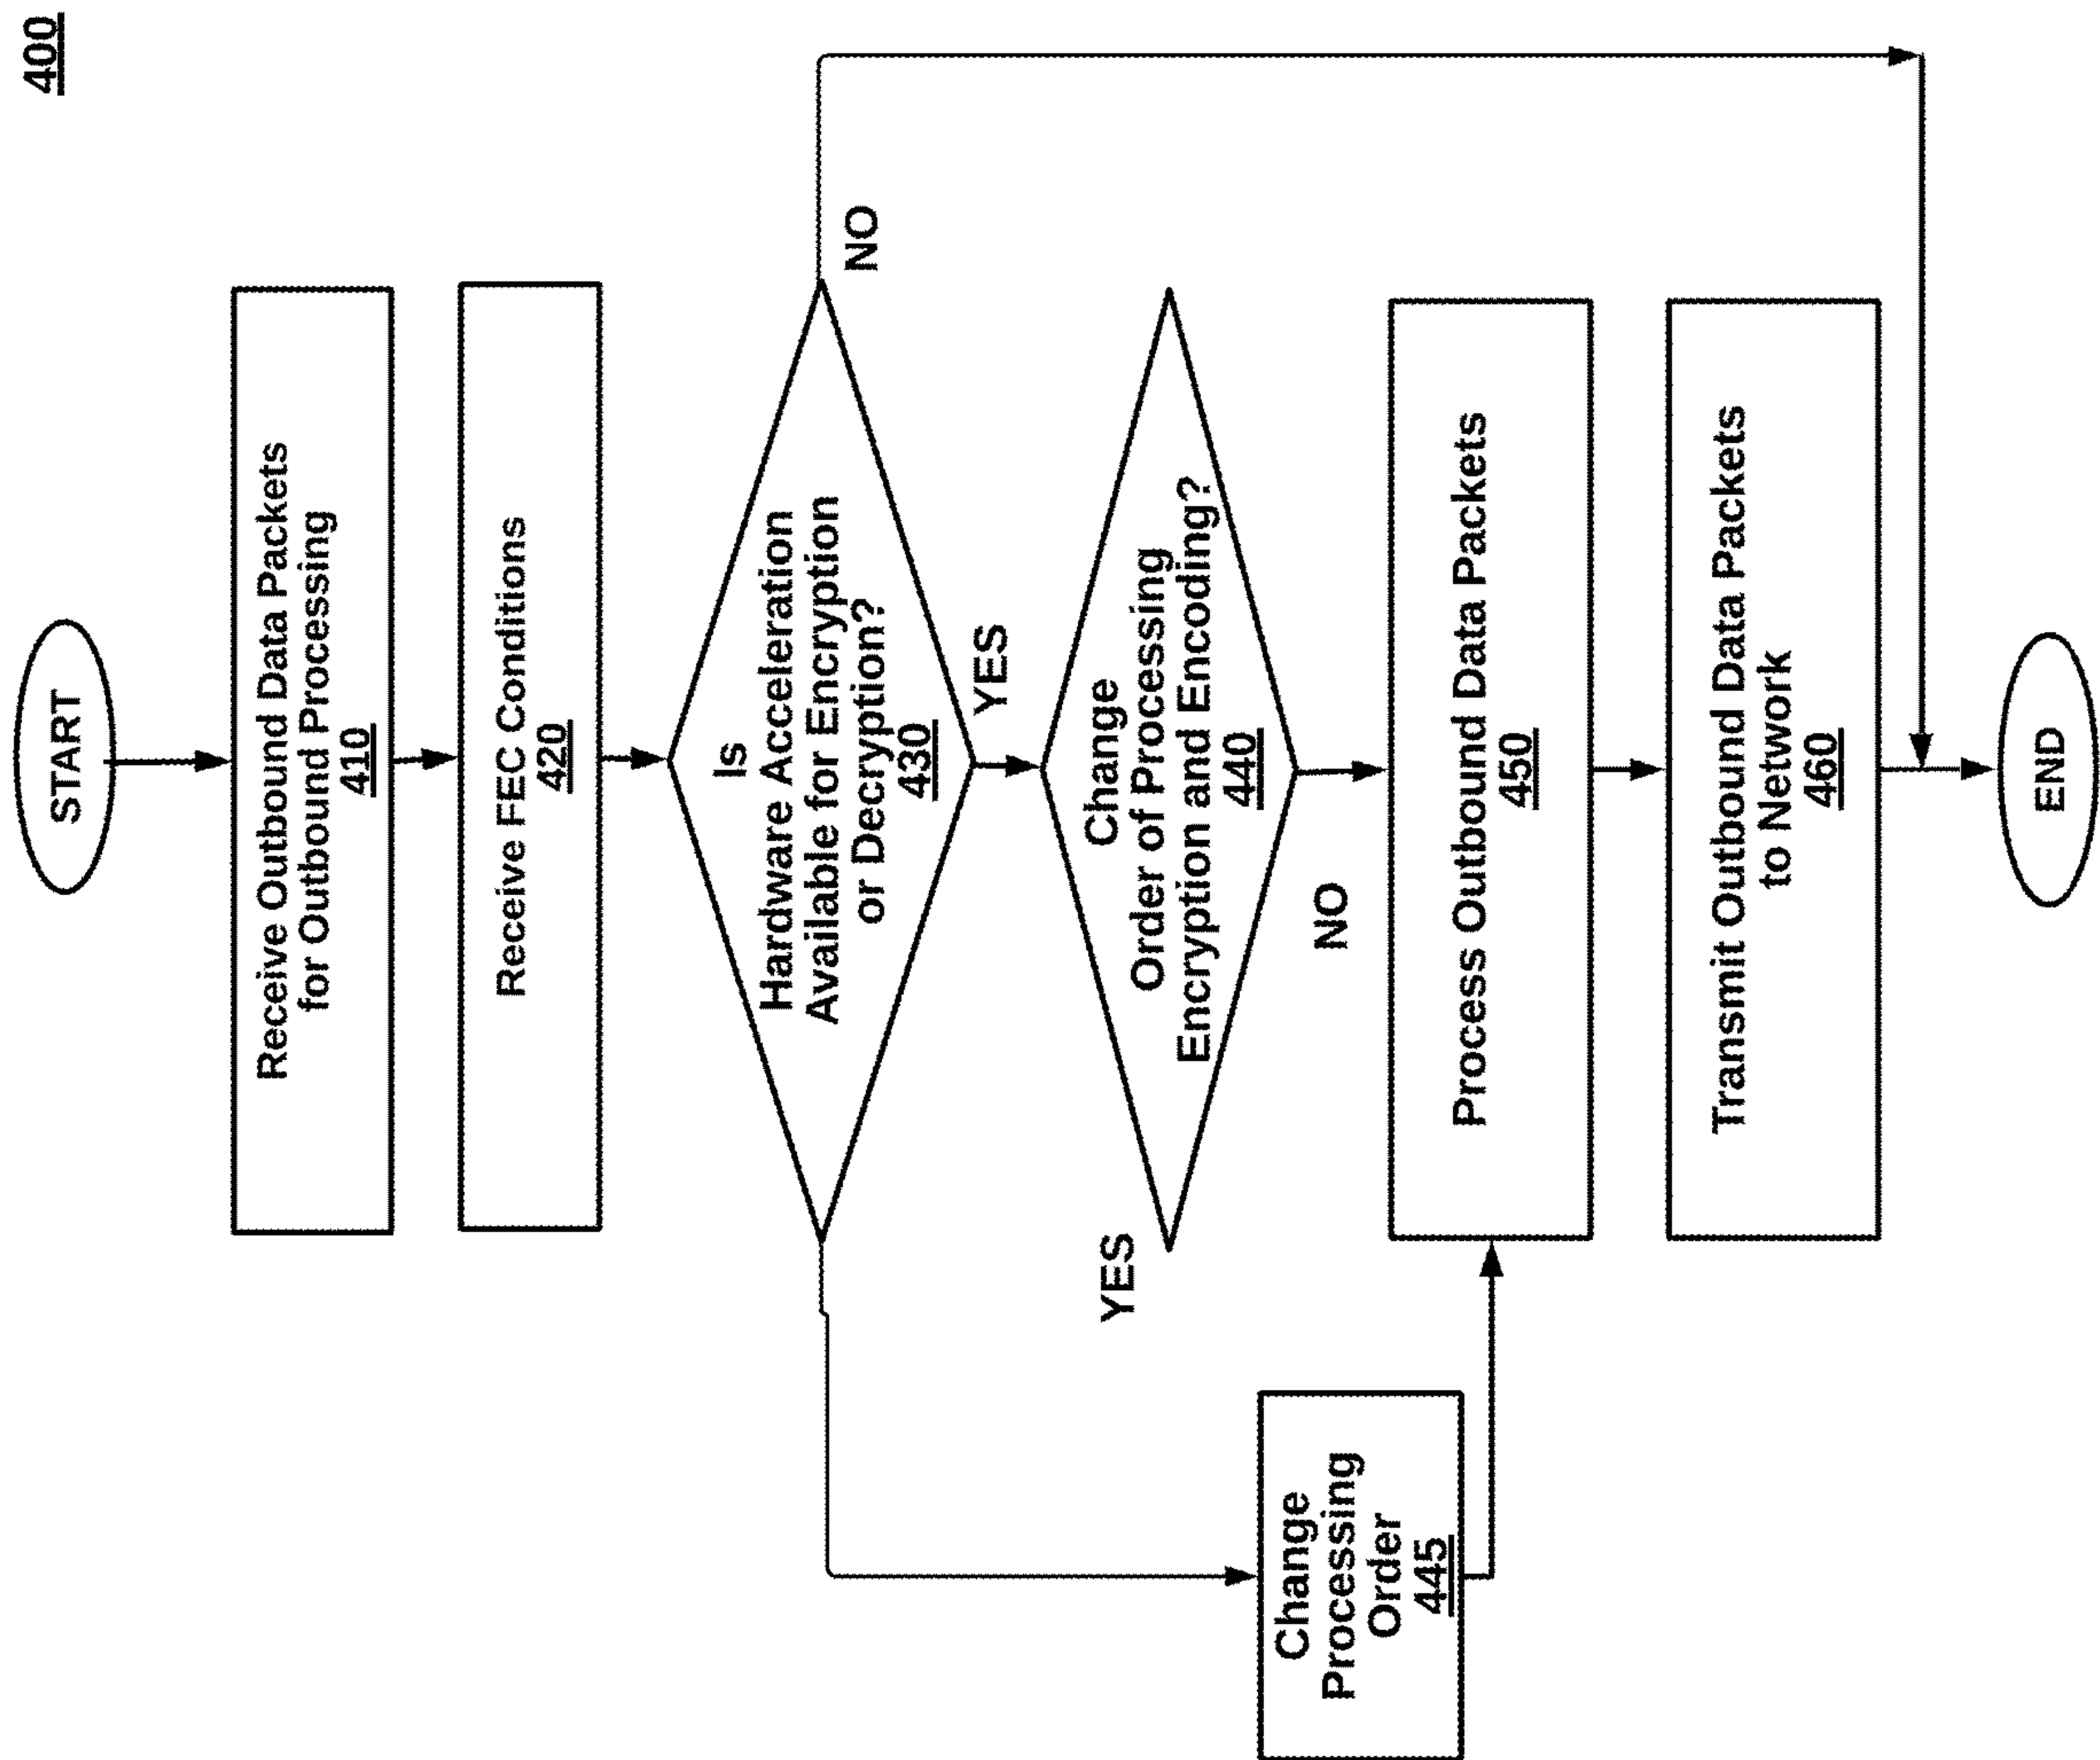 400
START
Receive Outbound Data Packets
for Outbound Processing
410
Receive FEC Conditions
420
Is
Hardware Acceleration
Available for Encryption
or Decryption?
430
NO
YES
Change
Order of Processing
Encryption and Encoding?
440
YES
NO
Change
Processing
Order
445
Process Outbound Data Packets
450
Transmit Outbound Data Packets
to Network
460
END